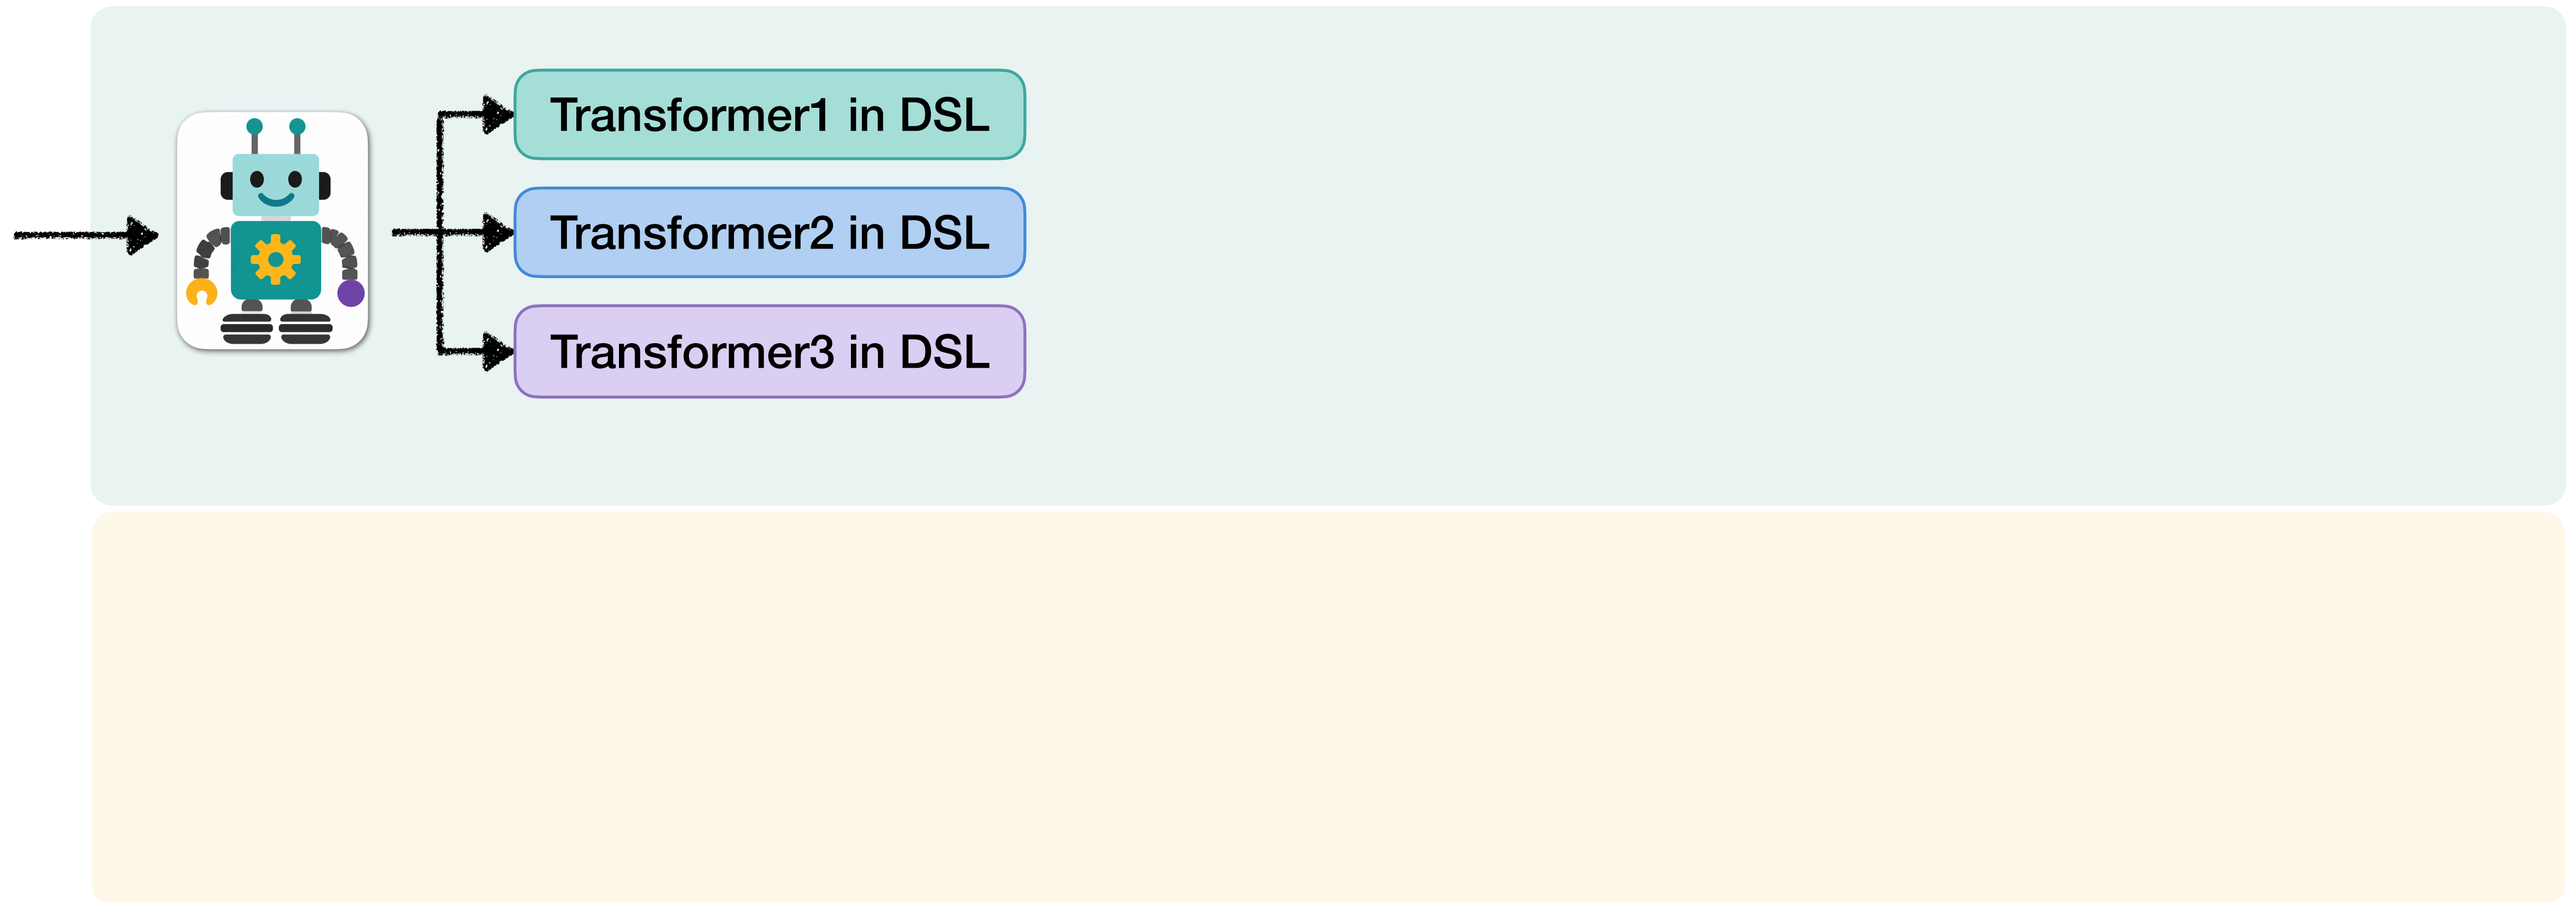 Transformer1 in DSL
Transformer2 in DSL
Transformer3 in DSL